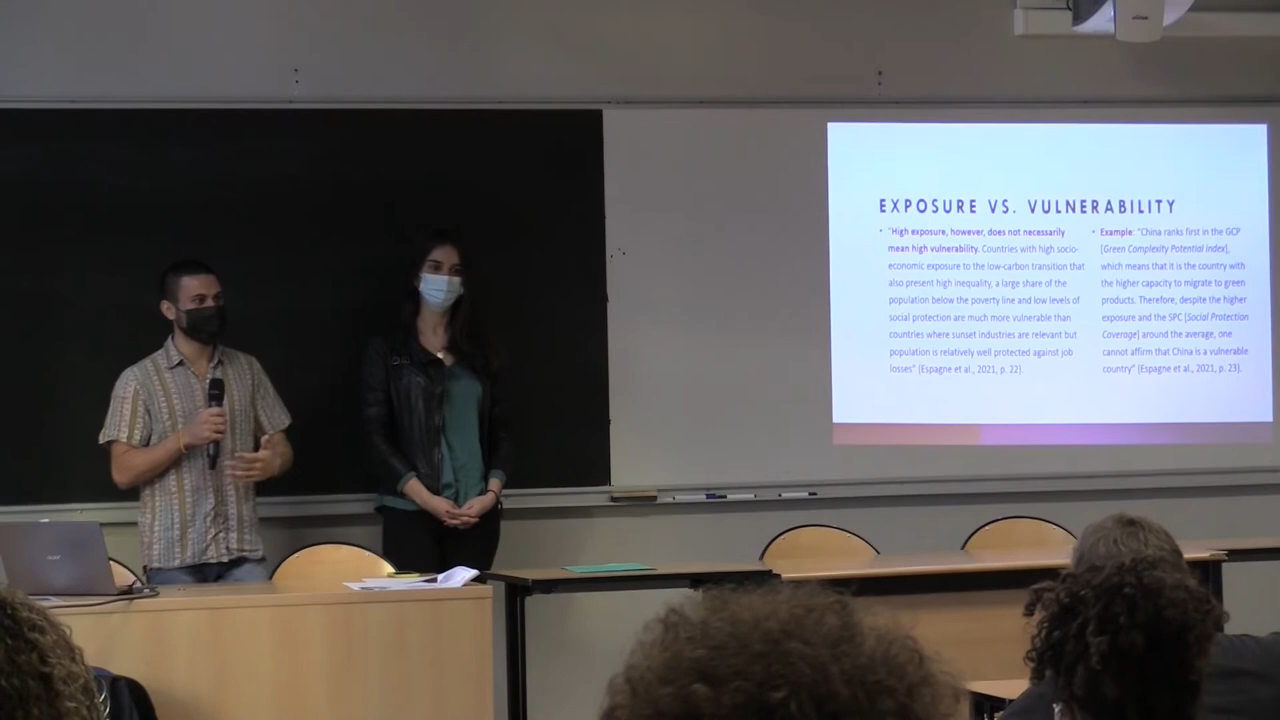 EXPOSURE VS. VULNERABILITY
• "High exposure, however, does not necessarily
mean high vulnerability. Countries with high socio-
economic exposure to the low-carbon transition that
also present high inequality, a large share of the
population below the poverty line and low levels of
social protection are much more vulnerable than
countries where sunset industries are relevant but
population is relatively well protected against job
losses" (Espagne et al., 2021, p. 22).
• Example: "China ranks first in the GCP
[Green Complexity Potential index],
which means that it is the country with
the higher capacity to migrate to green
products. Therefore, despite the higher
exposure and the SPC [Social Protection
Coverage] around the average, one
cannot affirm that China is a vulnerable
country" (Espagne et al., 2021, p. 23).
acer